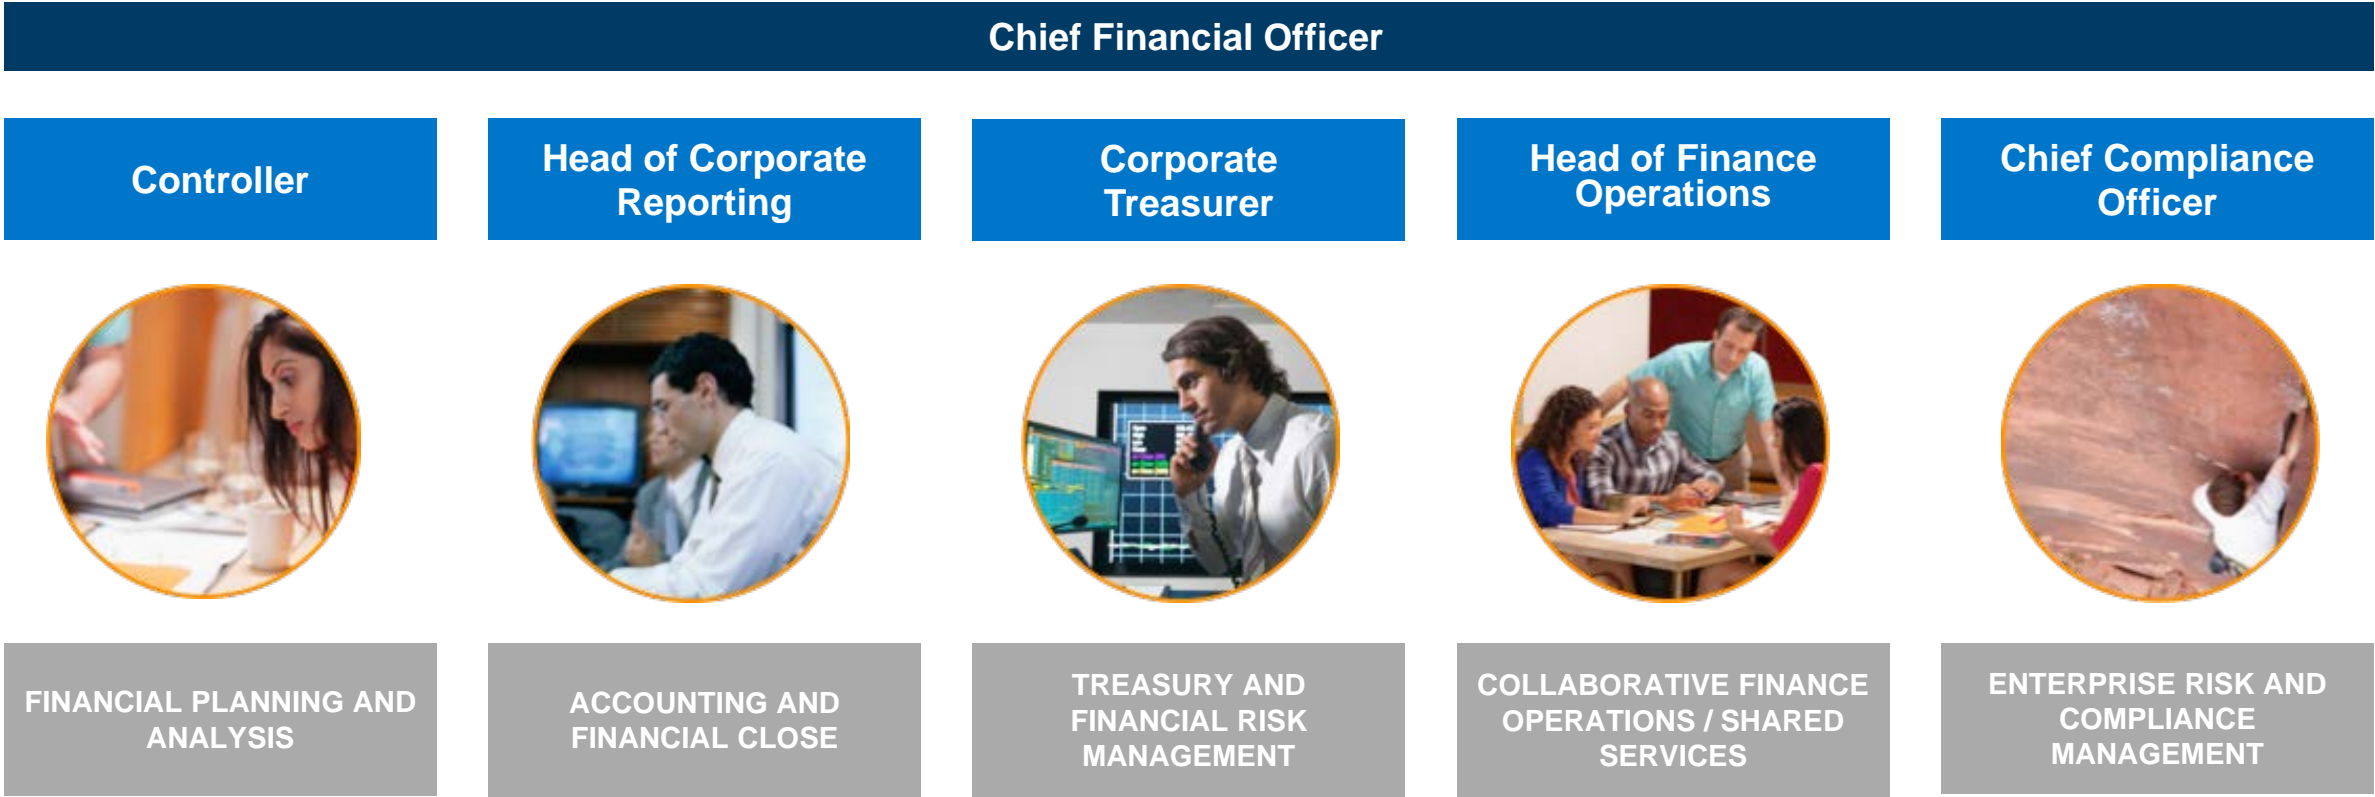 Chief Financial Officer
Controller
Head of Corporate
Reporting
Corporate
Treasurer
Head of Finance
Operations
Chief Compliance
Officer
FINANCIAL PLANNING AND
ANALYSIS
ACCOUNTING AND
FINANCIAL CLOSE
TREASURY AND
FINANCIAL RISK
MANAGEMENT
COLLABORATIVE FINANCE
OPERATIONS / SHARED
SERVICES
ENTERPRISE RISK AND
COMPLIANCE
MANAGEMENT